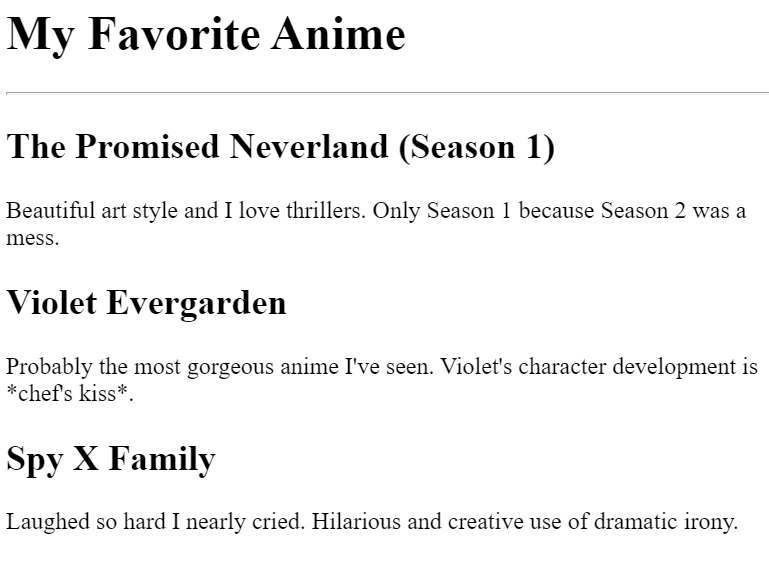 My Favorite Anime
The Promised Neverland (Season 1)
Beautiful art style and I love thrillers. Only Season 1 because Season 2 was a
mess.
Violet Evergarden
Probably the most gorgeous anime I've seen. Violet's character development is
*chef's kiss*.
Spy X Family
Laughed so hard I nearly cried. Hilarious and creative use of dramatic irony.